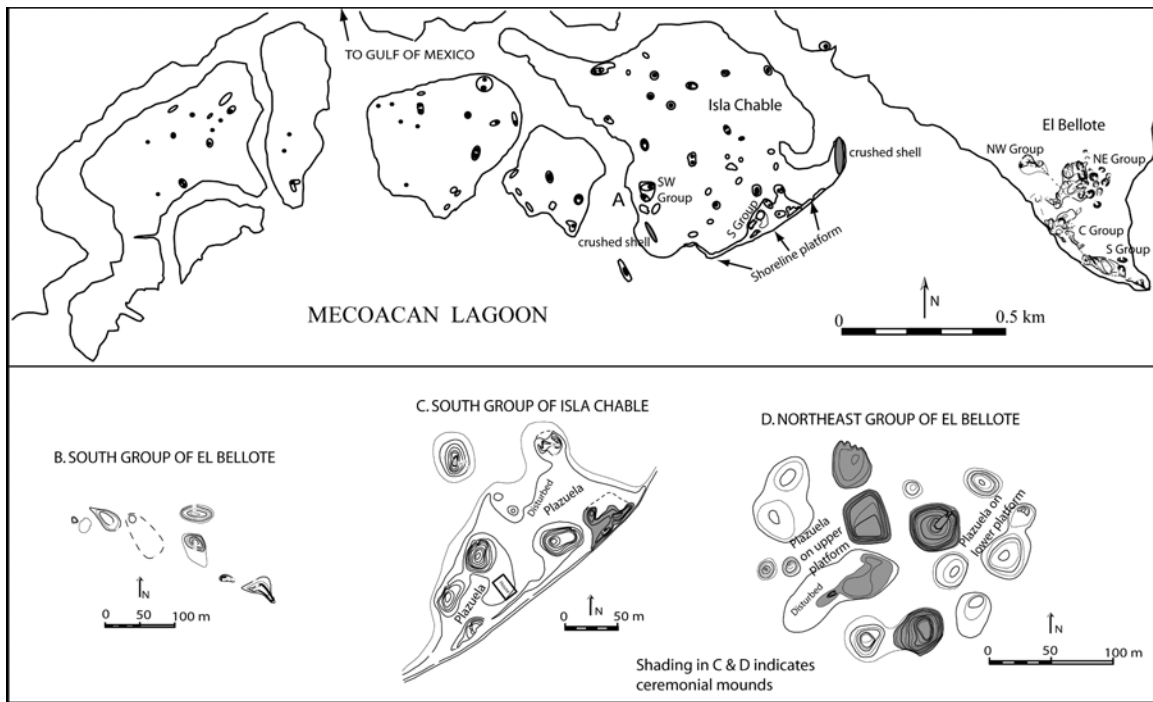 TO GULF OF MEXICO
Isla Chable
El Bellote
NW Group
NE Group
crushed shell
SW
Group
A
S Group
C Group
S Group
crushed shell
Shoreline platform
N
MECOACAN LAGOON
0
0.5 km
C. SOUTH GROUP OF ISLA CHABLE
D. NORTHEAST GROUP OF EL BELLOTE
B. SOUTH GROUP OF EL BELLOTE
Disturbed
Plazuela
Plazuela
Plazuela
on upper
platform
Plazuela on
lower platform
Disturbed
N
0 50 100 m
N
0 50 m
N
0 50 100 m
Shading in C & D indicates
ceremonial mounds